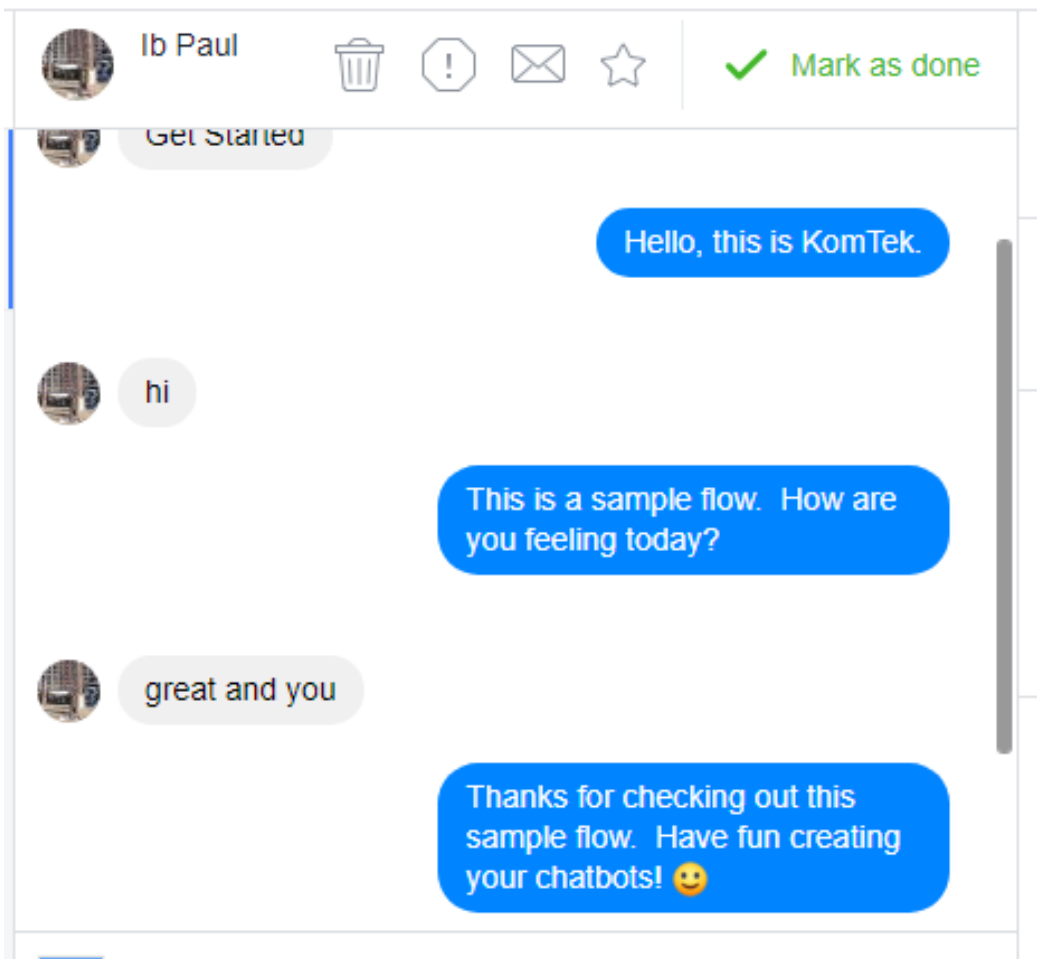 Ib Paul
Mark as done
Get Started
Hello, this is KomTek.
hi
This is a sample flow.  How are
you feeling today?
great and you
Thanks for checking out this
sample flow.  Have fun creating
your chatbots! 🙂